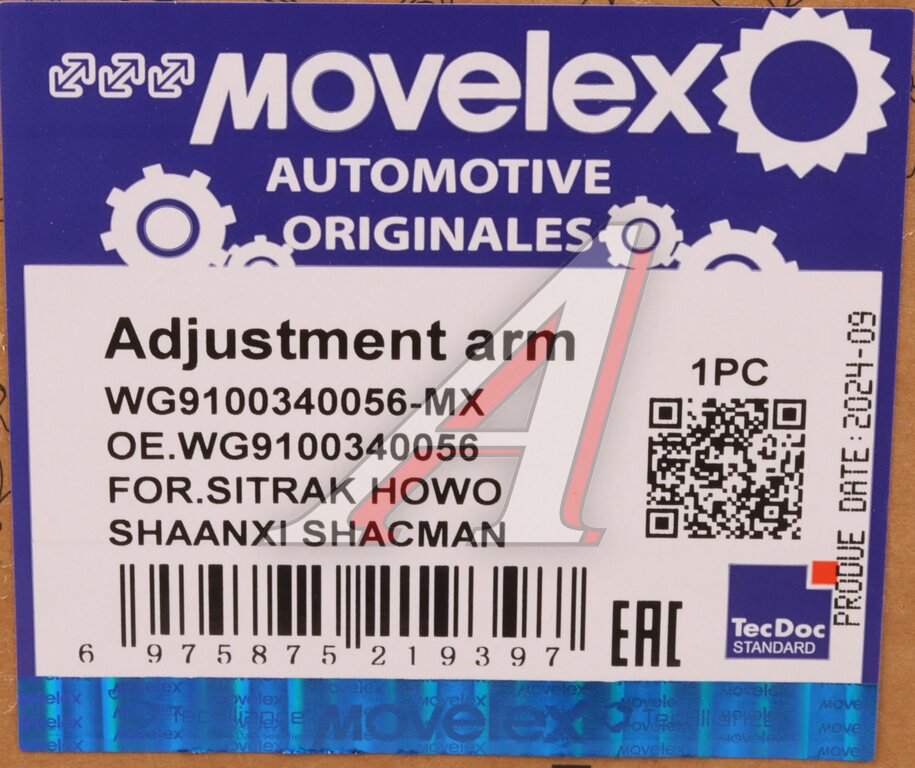 MOVELEX
AUTOMOTIVE
ORIGINALES
Adjustment arm
WG9100340056-MX
OE.WG9100340056
FOR.SITRAK HOWO
SHAANXI SHACMAN
6 975875 219397
1PC
PRODUE DATE:2024-09
EAC
TecDoc
STANDARD
MOVELEX